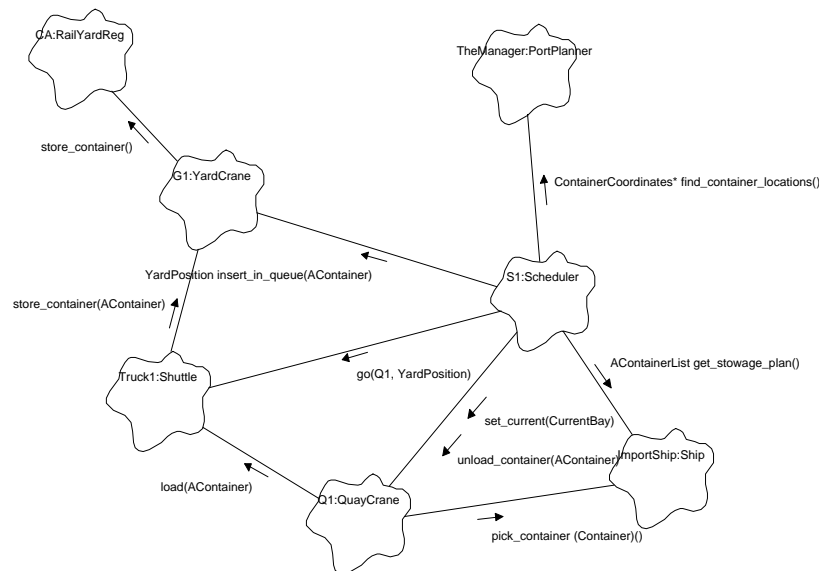 CA:RailYardReg
TheManager:PortPlanner
store_container()
G1:YardCrane
ContainerCoordinates* find_container_locations()
YardPosition insert_in_queue(AContainer)
S1:Scheduler
store_container(AContainer)
Truck1:Shuttle
go(Q1, YardPosition)
AContainerList get_stowage_plan()
set_current(CurrentBay)
unload_container(AContainer)
ImportShip:Ship
load(AContainer)
Q1:QuayCrane
pick_container (Container)()